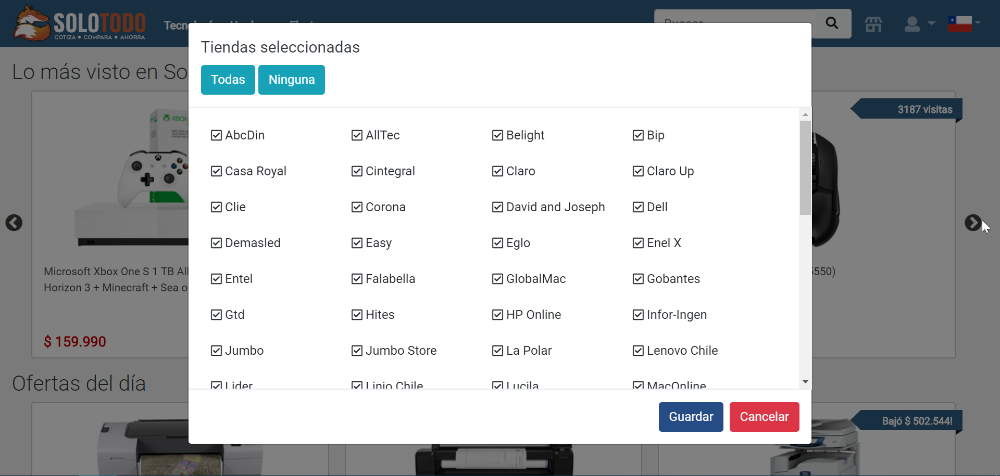 SOLOTODO
COTIZA • COMPARA • AHORRA
Buscar
Tiendas seleccionadas
Todas
Ninguna
Lo más visto en So
3187 visitas
XBOX
AbcDin
AllTec
Belight
Bip
Casa Royal
Cintegral
Claro
Claro Up
Clie
Corona
David and Joseph
Dell
Demasled
Easy
Eglo
Enel X
Entel
Falabella
GlobalMac
Gobantes
Gtd
Hites
HP Online
Infor-Ingen
Jumbo
Jumbo Store
La Polar
Lenovo Chile
Lider
Linio Chile
Lucila
MacOnline
Microsoft Xbox One S 1 TB All
Horizon 3 + Minecraft + Sea o
5550)
$ 159.990
Guardar
Cancelar
Ofertas del día
Bajó $ 502.544!